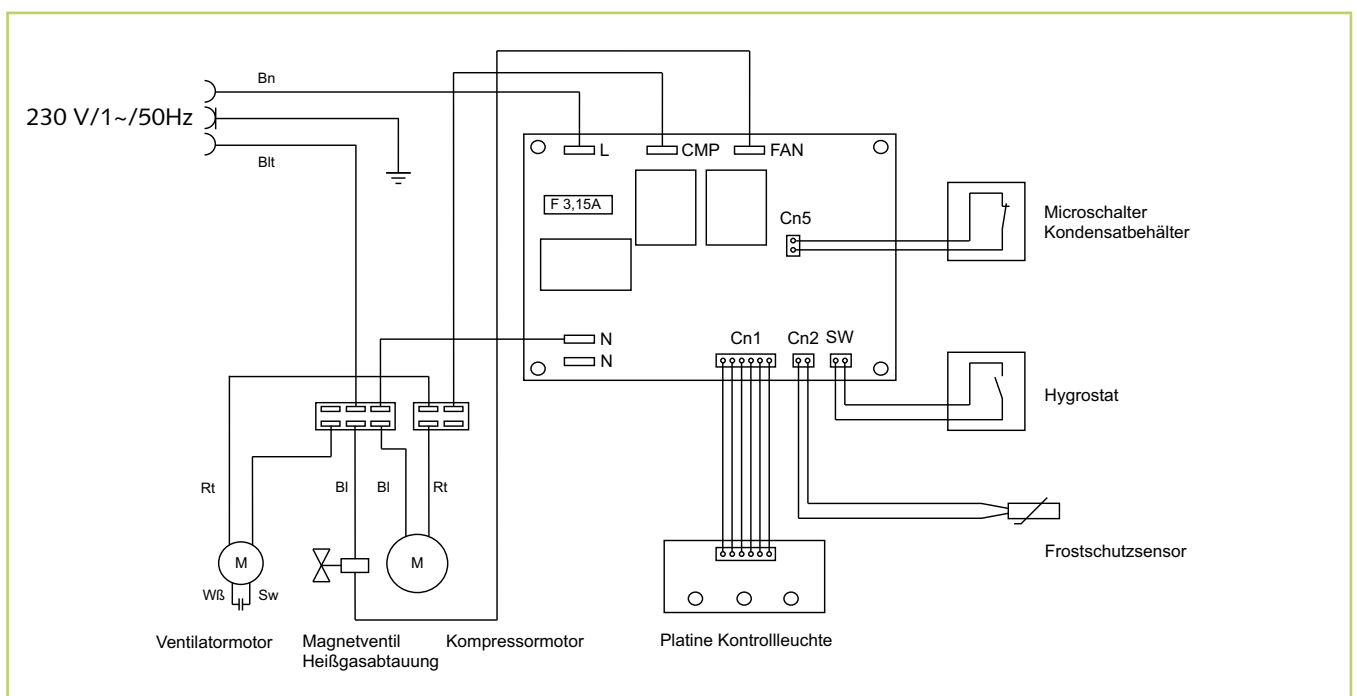 Bn
230 V/1~/50Hz
Blt
L
CMP
FAN
F 3,15A
Cn5
Microschalter
Kondensatbehälter
N
N
Cn1
Cn2
SW
Hygrostat
Rt
Bl
Bl
Rt
M
M
Wß
Sw
Frostschutzsensor
Ventilatormotor
Magnetventil
Heißgasabtauung
Kompressormotor
Platine Kontrollleuchte